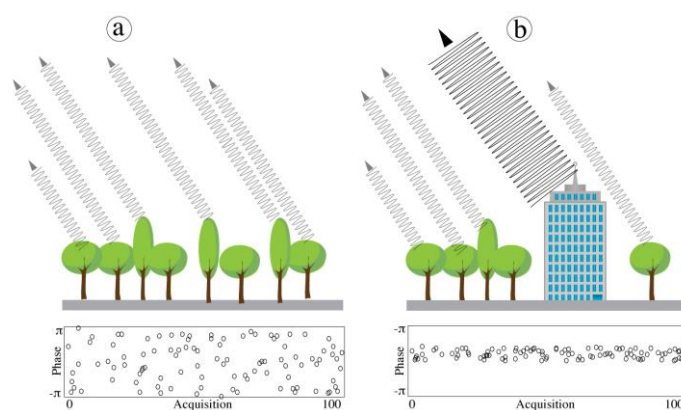 a
b
π
Phase
-π
0
Acquisition
100
-π
Phase
-π
0
Acquisition
100